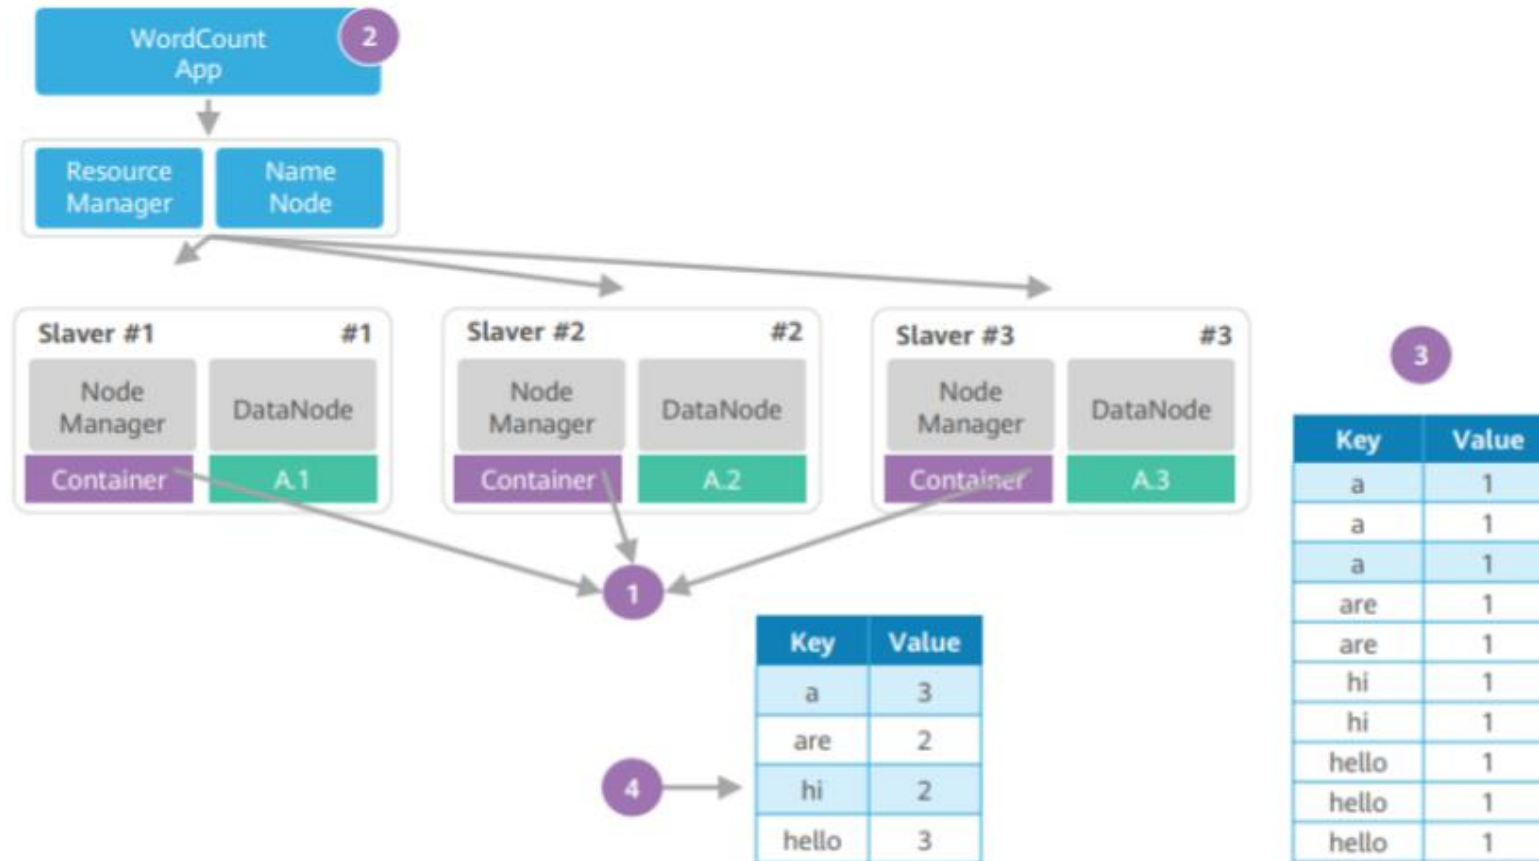 WordCount
App
2
Resource
Manager
Name
Node
Slaver #1 #1
Node
Manager
DataNode
Container
A.1
Slaver #2 #2
Node
Manager
DataNode
Container
A.2
Slaver #3 #3
Node
Manager
DataNode
Container
A.3
1
4
Key Value
a 3
are 2
hi 2
hello 3
3
Key Value
a 1
a 1
a 1
are 1
are 1
hi 1
hi 1
hello 1
hello 1
hello 1